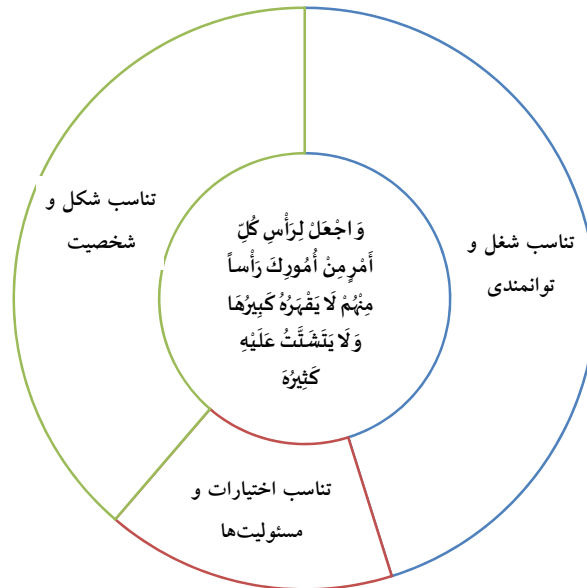 تناسب شکل و
شخصیت
وَ اجْعَلْ لِرَأْسِ كُلِّ
أَمْرٍ مِنْ أُمُورِكَ رَأْساً
مِنْهُمْ لَا يَقْهَرُهُ كَبِيرُهَا
وَ لَا يَتَشَتَّتُ عَلَيْهِ
كَثِيرُهَ
تناسب شغل و
توانمندی
تناسب اختیارات و
مسئولیت‌ها